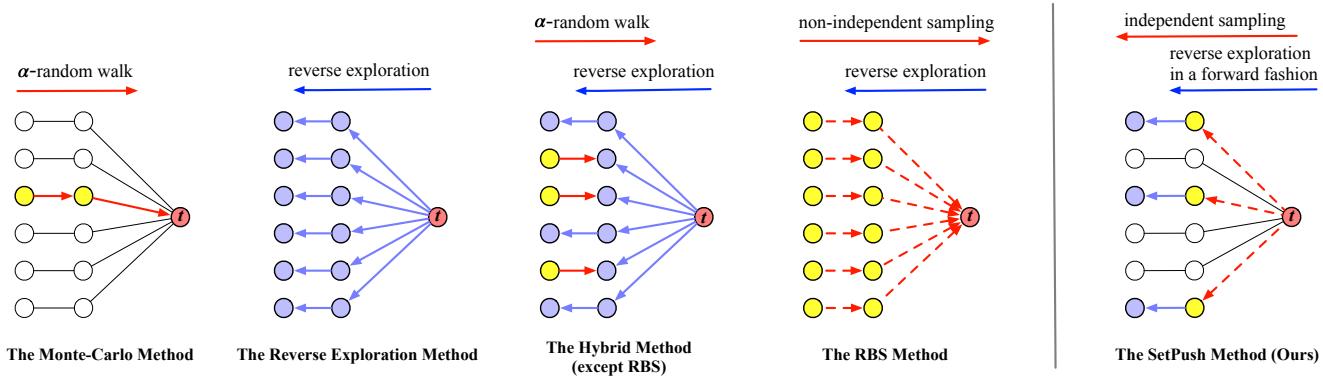 α-random walk
t
The Monte-Carlo Method
reverse exploration
t
The Reverse Exploration Method
α-random walk
reverse exploration
t
The Hybrid Method
(except RBS)
non-independent sampling
reverse exploration
t
The RBS Method
independent sampling
reverse exploration
in a forward fashion
t
The SetPush Method (Ours)